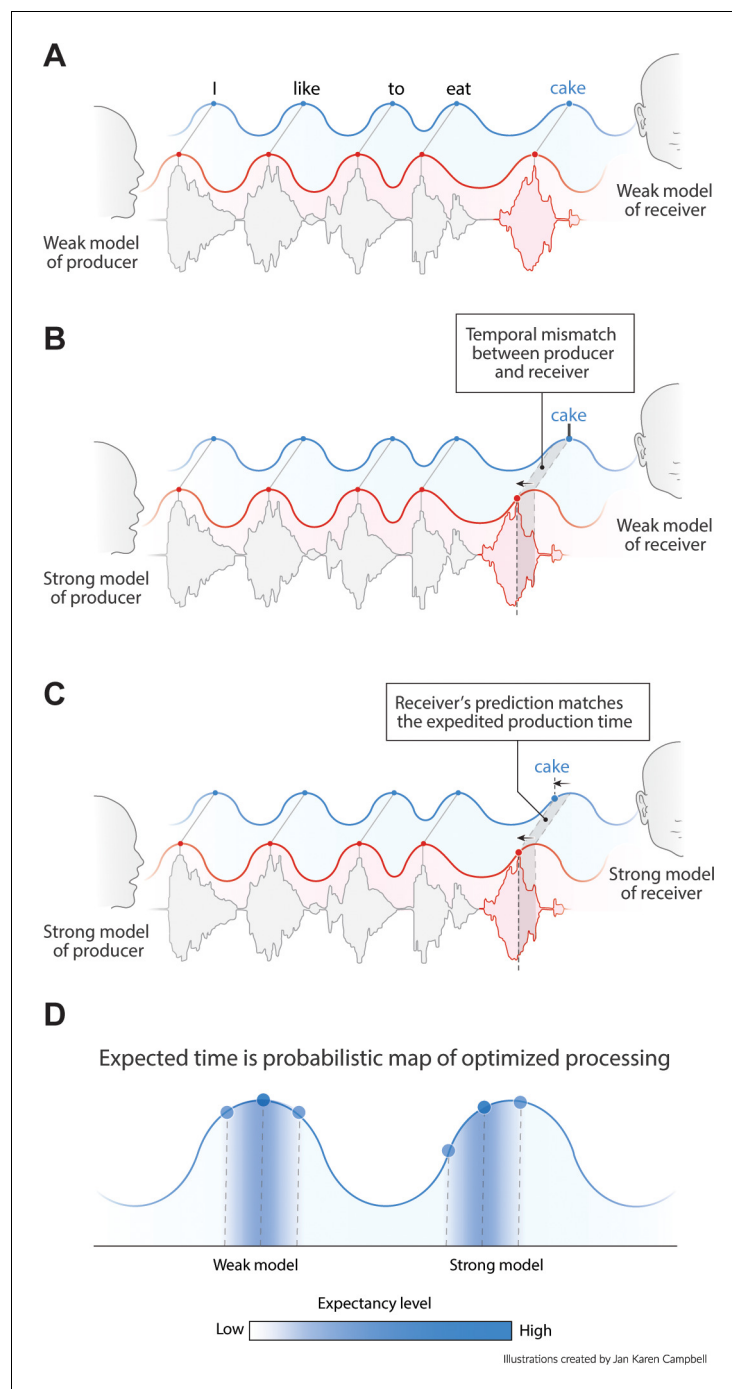 A
I like to eat cake
Weak model
of producer
Weak model
of receiver
B
Temporal mismatch
between producer
and receiver
cake
Strong model
of producer
Weak model
of receiver
C
Receiver's prediction matches
the expedited production time
cake
Strong model
of producer
Strong model
of receiver
D
Expected time is probabilistic map of optimized processing
Weak model
Strong model
Expectancy level
Low High
Illustrations created by Jan Karen Campbell